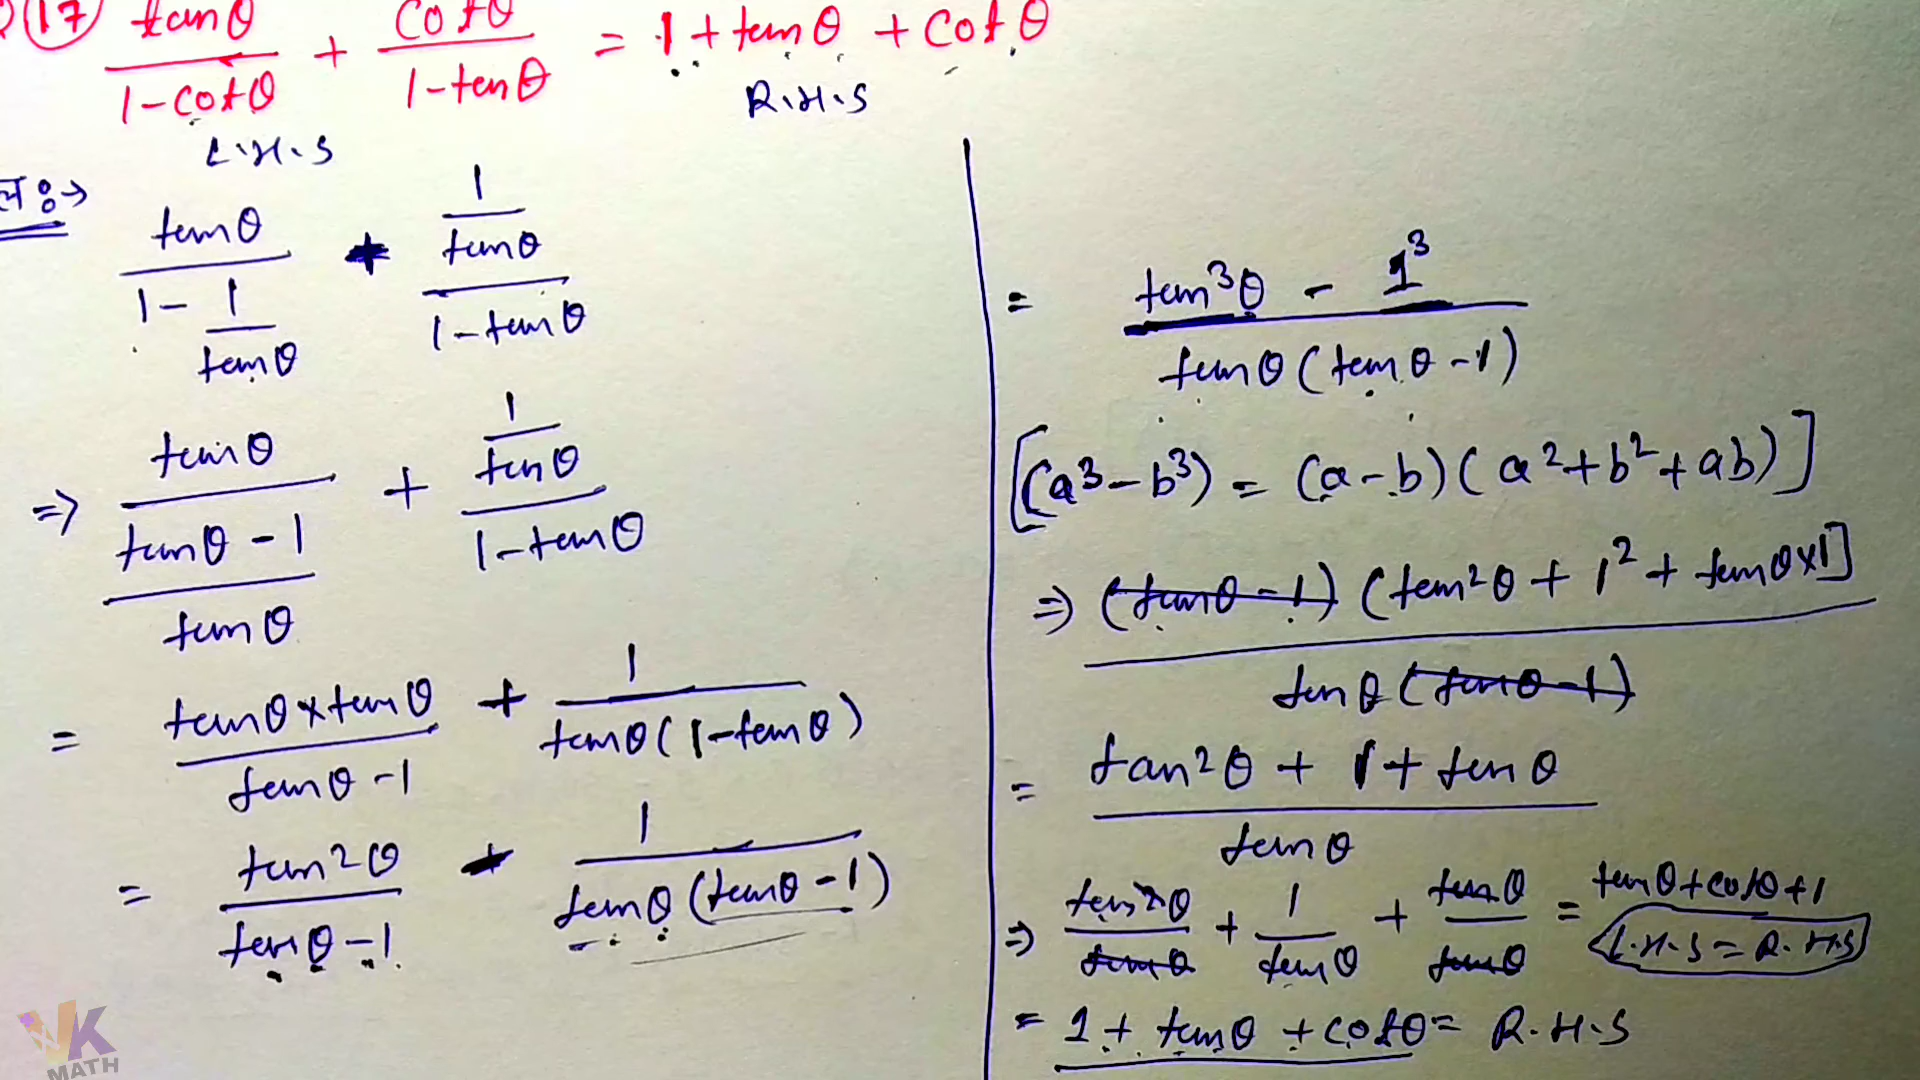 (17) tanθ/(1-cotθ) + cotθ/(1-tanθ) = 1+tanθ+cotθ
L.H.S R.H.S
tanθ/(1-1/tanθ) + (1/tanθ)/(1-tanθ)
⇒ tanθ/((tanθ-1)/tanθ) + (1/tanθ)/(1-tanθ)
= tanθ×tanθ/(tanθ-1) + 1/(tanθ(1-tanθ))
= tan2θ/(tanθ-1) - 1/(tanθ(tanθ-1))
= (tan³θ - 1³)/(tanθ(tanθ-1))
[(a³-b³) = (a-b)(a²+b²+ab)]
⇒ (tanθ-1)(tan²θ+1²+tanθ×1]/(tanθ(tanθ-1))
= (tan²θ+1+tanθ)/tanθ
⇒ tan²θ/tanθ + 1/tanθ + tanθ/tanθ = tanθ+cotθ+1
L.H.S = R.H.S
= 1+tanθ+cotθ = R.H.S
VK
MATH